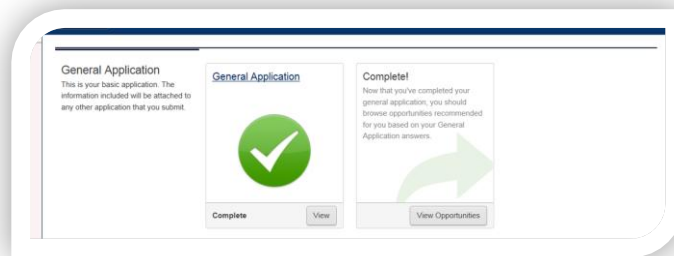 General Application
This is your basic application. The
information included will be attached to
any other application that you submit.
General Application
Complete
View
Complete!
Now that you've completed your
general application, you should
browse opportunities recommended
for you based on your General
Application answers.
View Opportunities